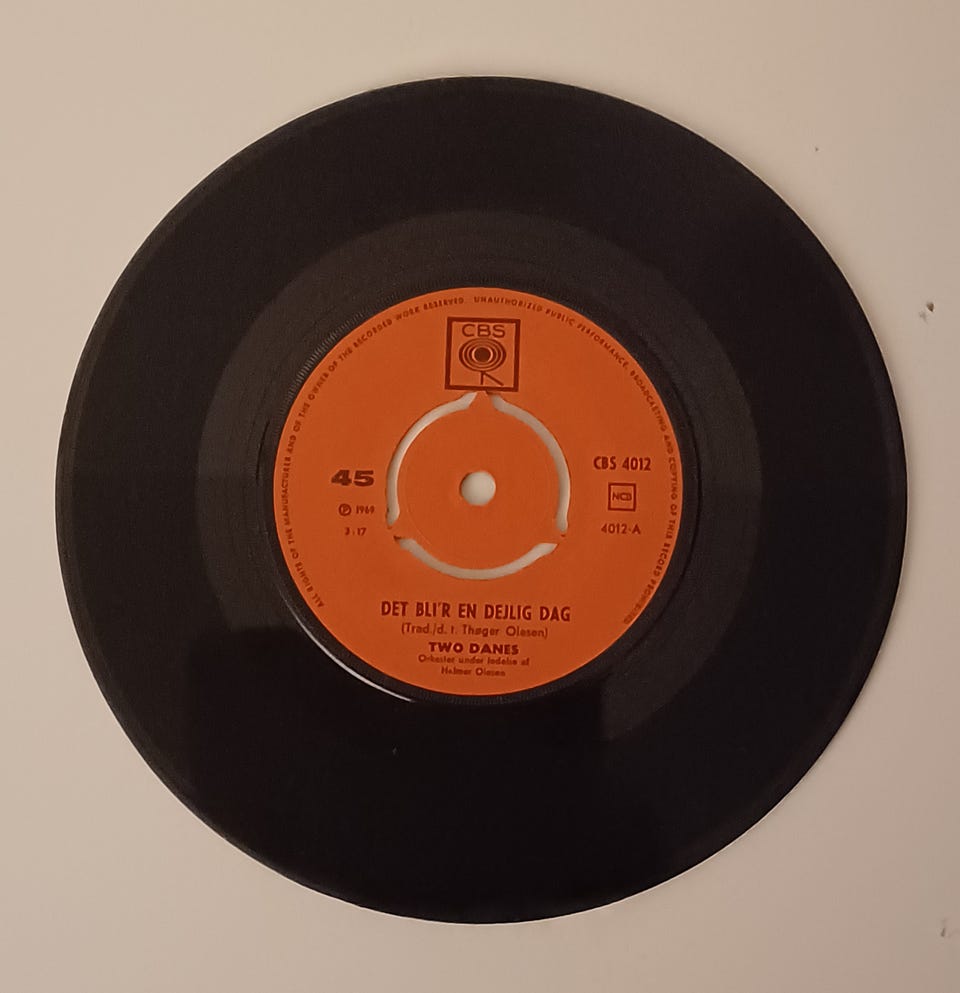 ALL RIGHTS OF THE MANUFACTURER AND OF THE OWNER OF THE RECORDED WORK RESERVED. UNAUTHORIZED PUBLIC PERFORMANCE, BROADCASTING AND COPYING OF THIS RECORD PROHIBITED
CBS
45
CBS 4012
Ⓟ 1969
NCB
3.17
4012-A
DET BLI'R EN DEJLIG DAG
(Trad./d. t. Thøger Olesen)
TWO DANES
Orkester under ledelse af
Helmer Olesen